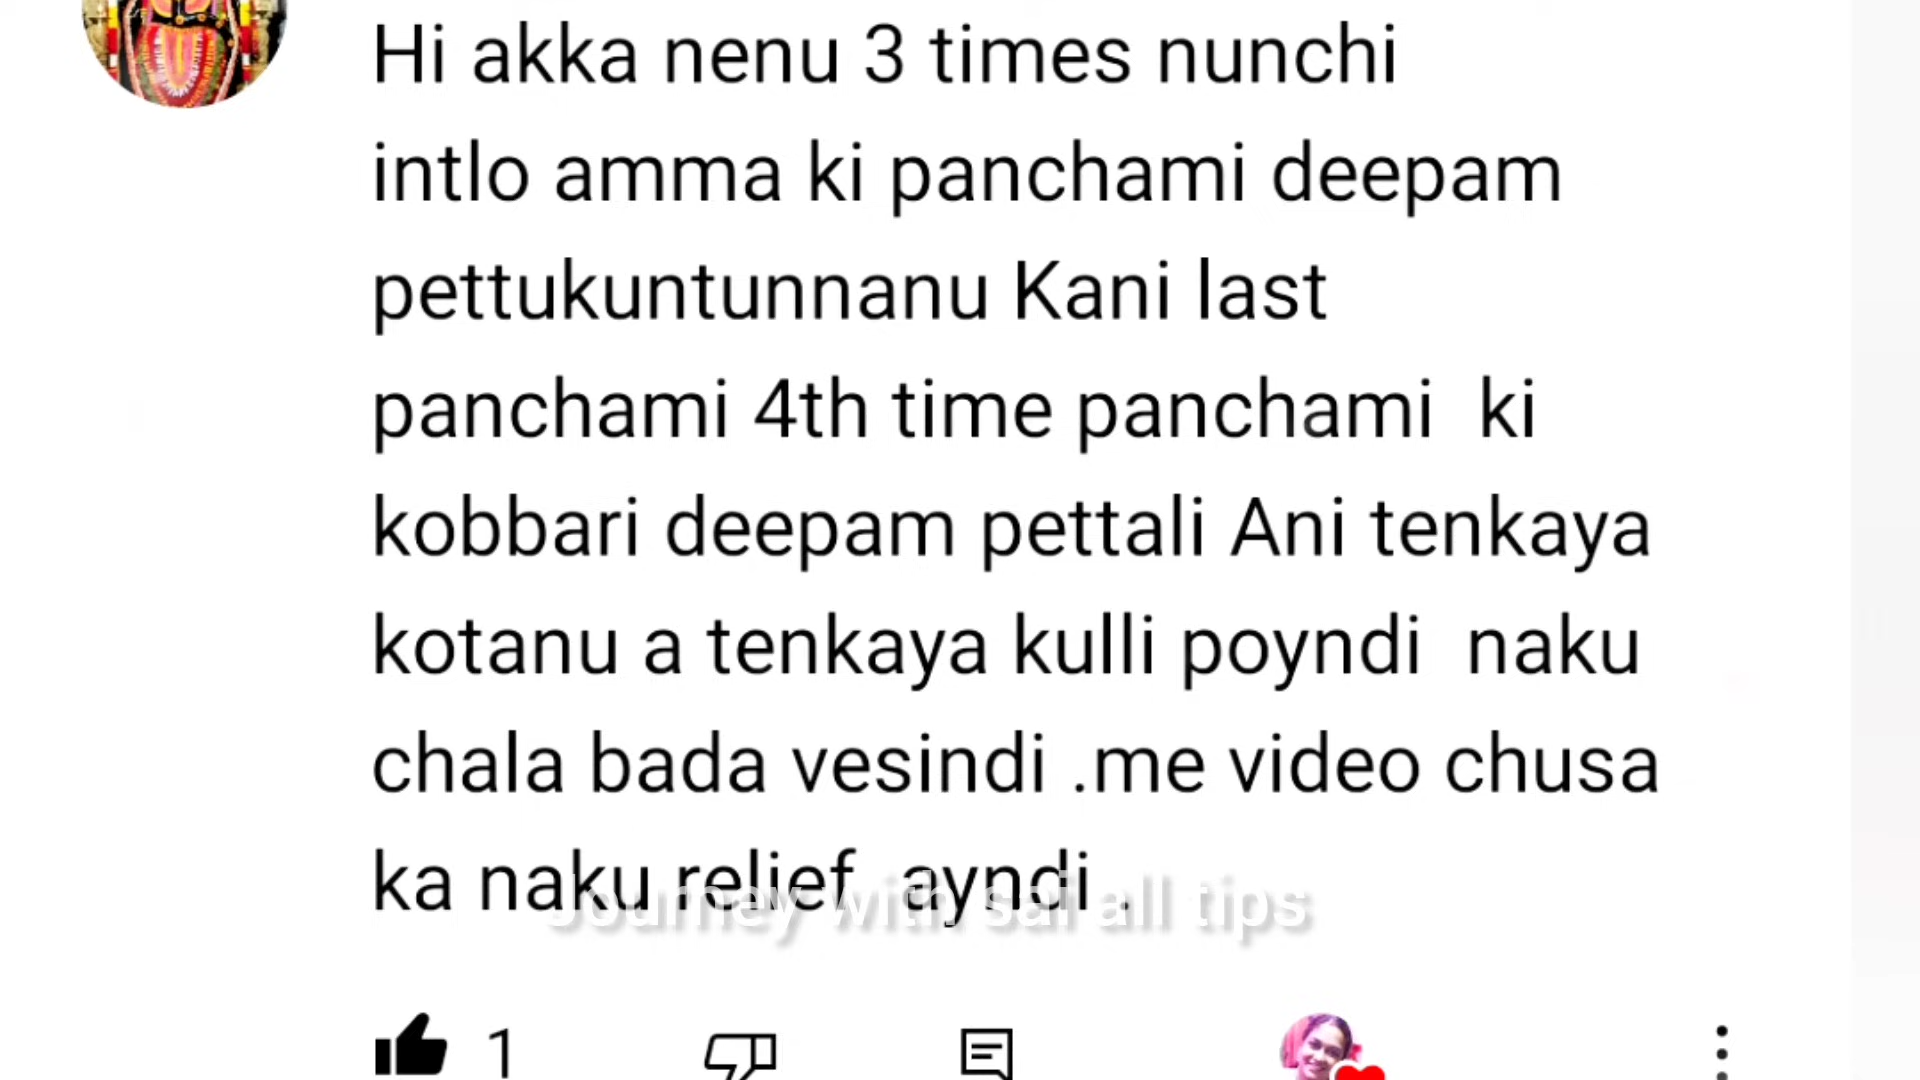 Hi akka nenu 3 times nunchi
intlo amma ki panchami deepam
pettukuntunnanu Kani last
panchami 4th time panchami ki
kobbari deepam pettali Ani tenkaya
kotanu a tenkaya kulli poyndi naku
chala bada vesindi .me video chusa
ka naku relief ayndi .
Journey with sai all tips
1